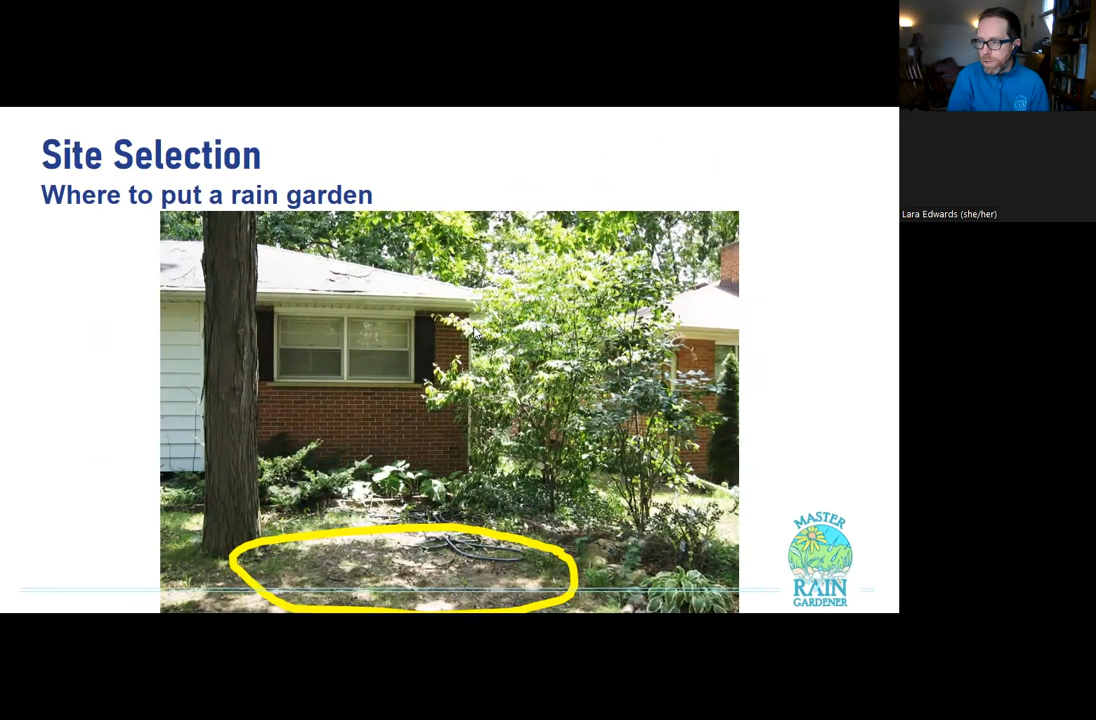 Site Selection
Where to put a rain garden
Lara Edwards (she/her)
MASTER
RAIN
GARDENER